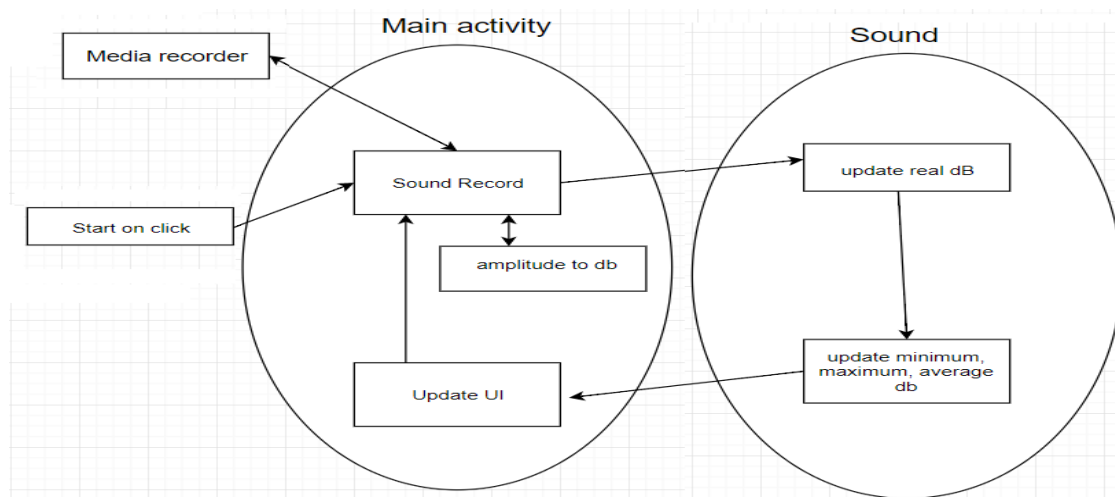 Main activity
Sound
Media recorder
Sound Record
update real dB
Start on click
amplitude to db
Update UI
update minimum,
maximum, average
db